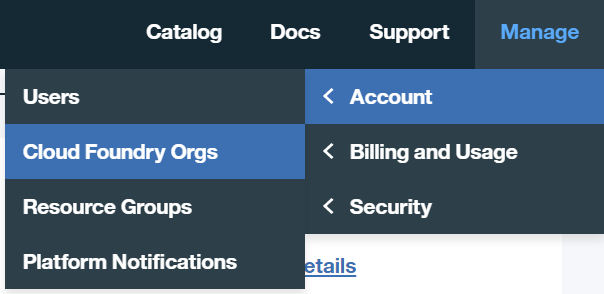 Catalog Docs Support Manage
Users
Cloud Foundry Orgs
Resource Groups
Platform Notifications
Account
Billing and Usage
Security
etails